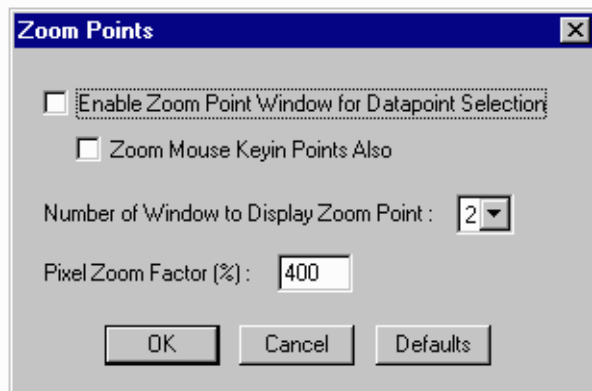 Zoom Points
Enable Zoom Point Window for Datapoint Selection
Zoom Mouse Keyin Points Also
Number of Window to Display Zoom Point : 2
Pixel Zoom Factor (%) : 400
OK Cancel Defaults